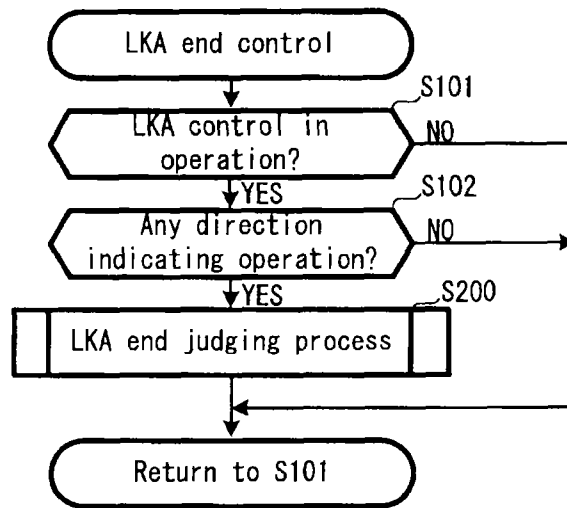 LKA end control
S101
LKA control in
operation?
NO
YES
S102
Any direction
indicating operation?
NO
YES
S200
LKA end judging process
Return to S101